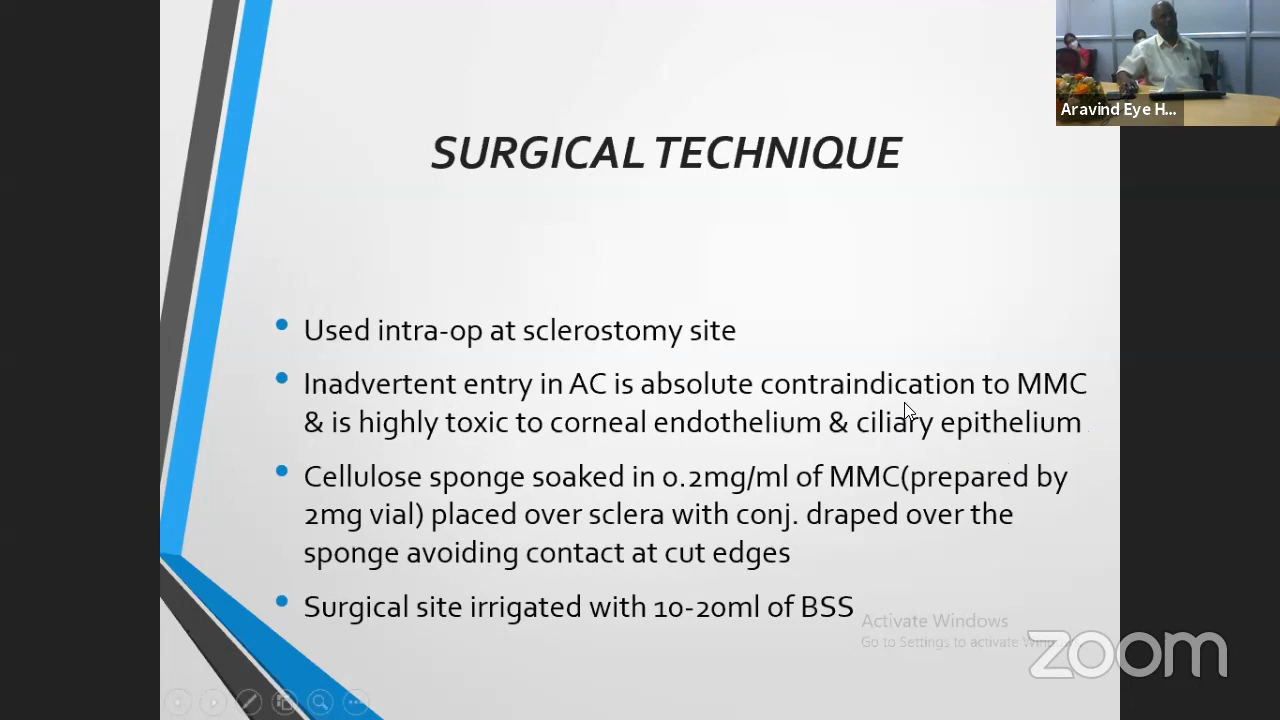 Aravind Eye H...
SURGICAL TECHNIQUE
• Used intra-op at sclerostomy site
• Inadvertent entry in AC is absolute contraindication to MMC
& is highly toxic to corneal endothelium & ciliary epithelium
• Cellulose sponge soaked in 0.2mg/ml of MMC(prepared by
2mg vial) placed over sclera with conj. draped over the
sponge avoiding contact at cut edges
• Surgical site irrigated with 10-20ml of BSS
Activate Windows
Go to Settings to activate
zoom